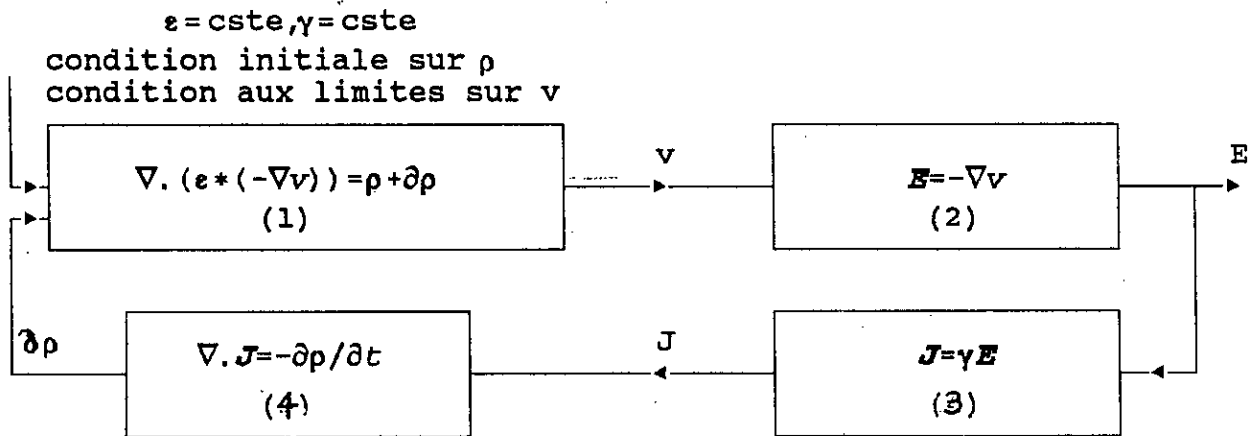 ε=cste,γ=cste
condition initiale sur ρ
condition aux limites sur v
∇.(ε*(-∇v))=ρ+∂ρ
(1)
v
E=-∇v
(2)
E
∂ρ
∇.J=-∂ρ/∂t
(4)
J
J=γE
(3)